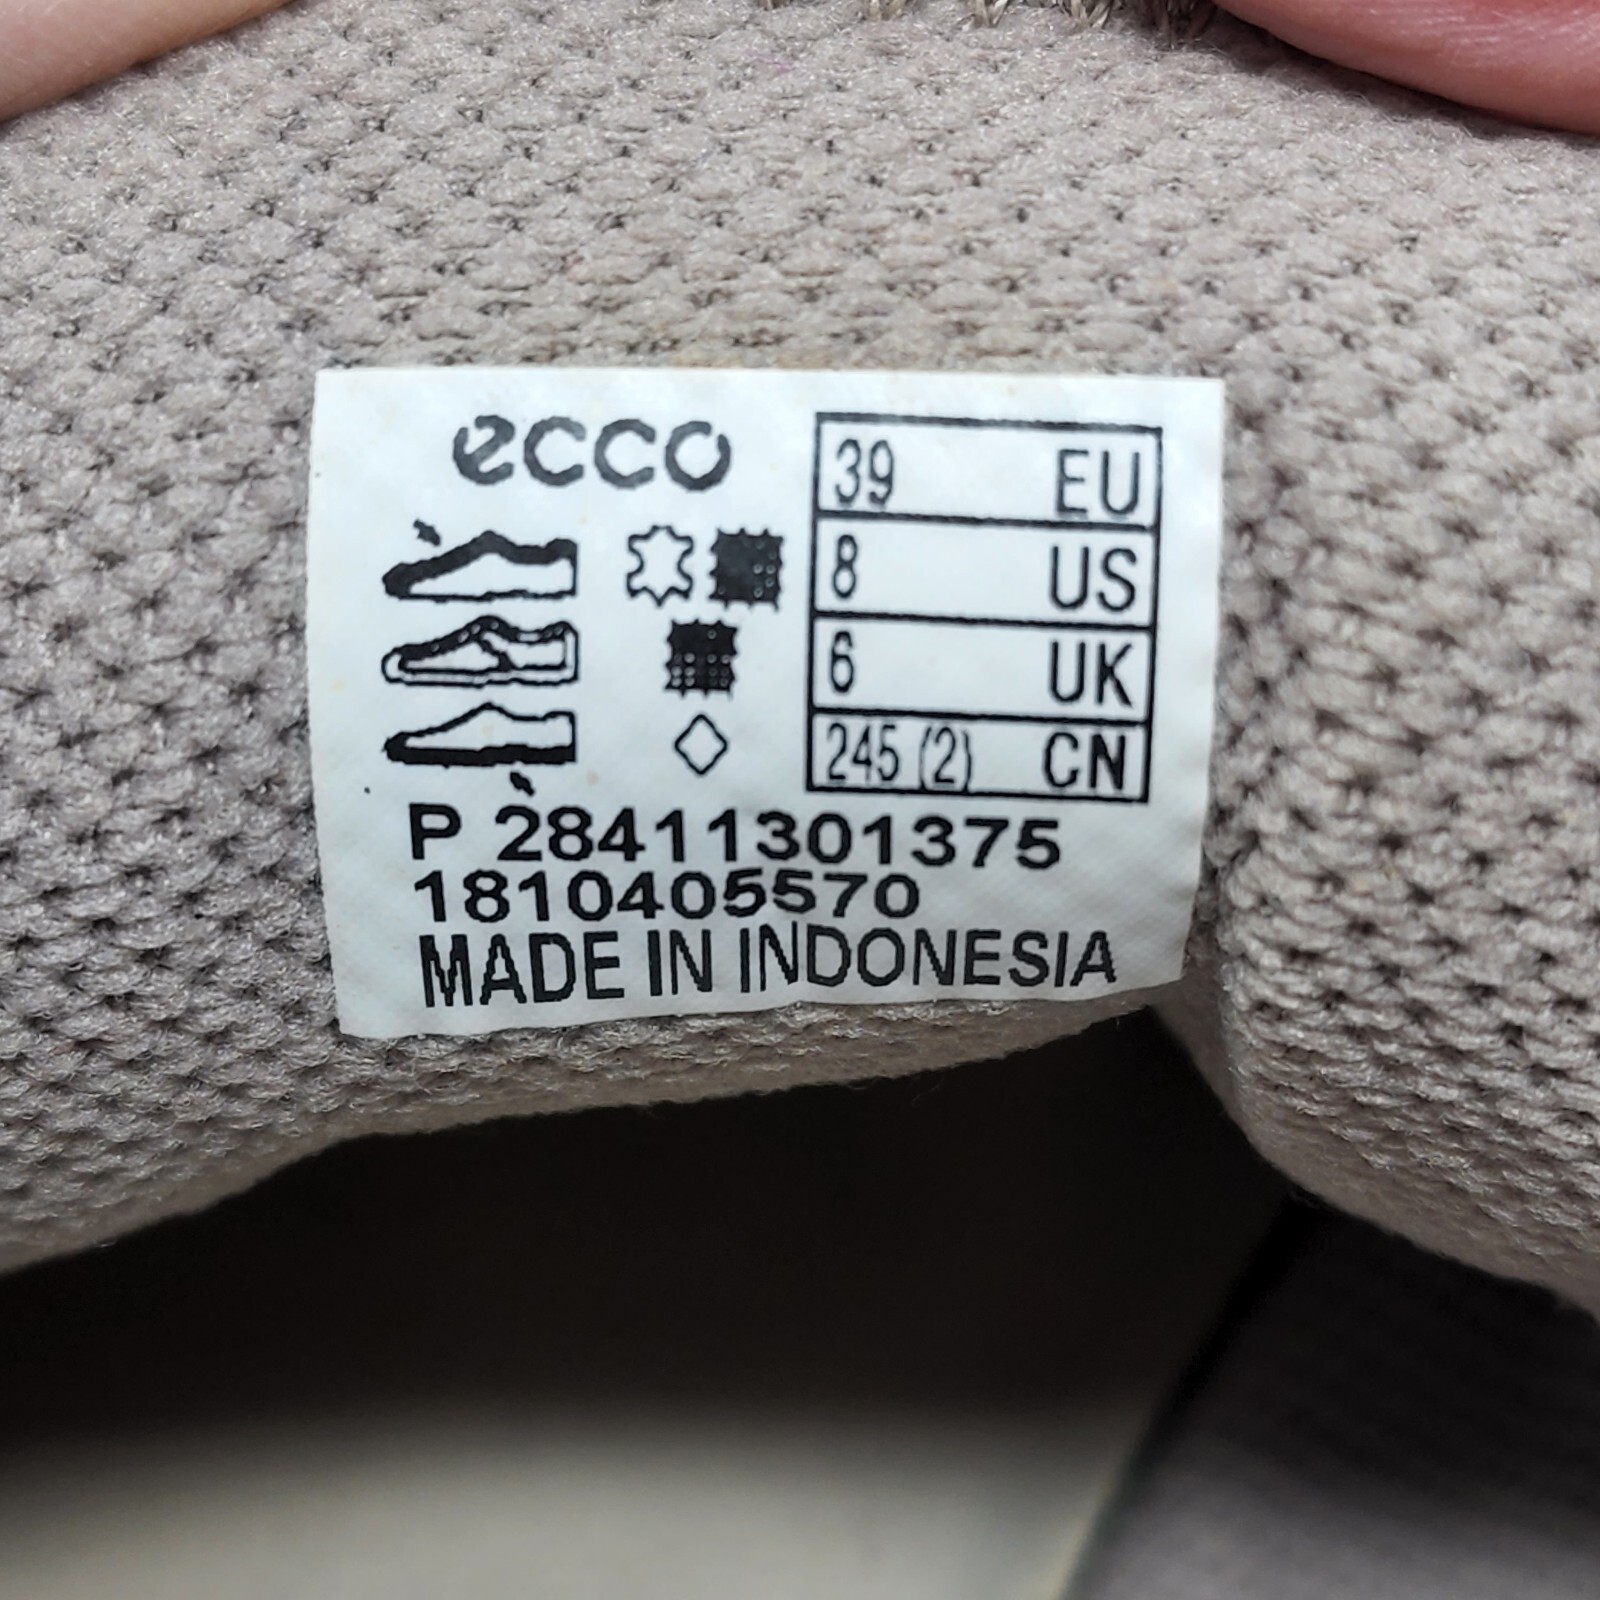 ecco
39 EU
8 US
6 UK
245 (2) CN
P 28411301375
1810405570
MADE IN INDONESIA